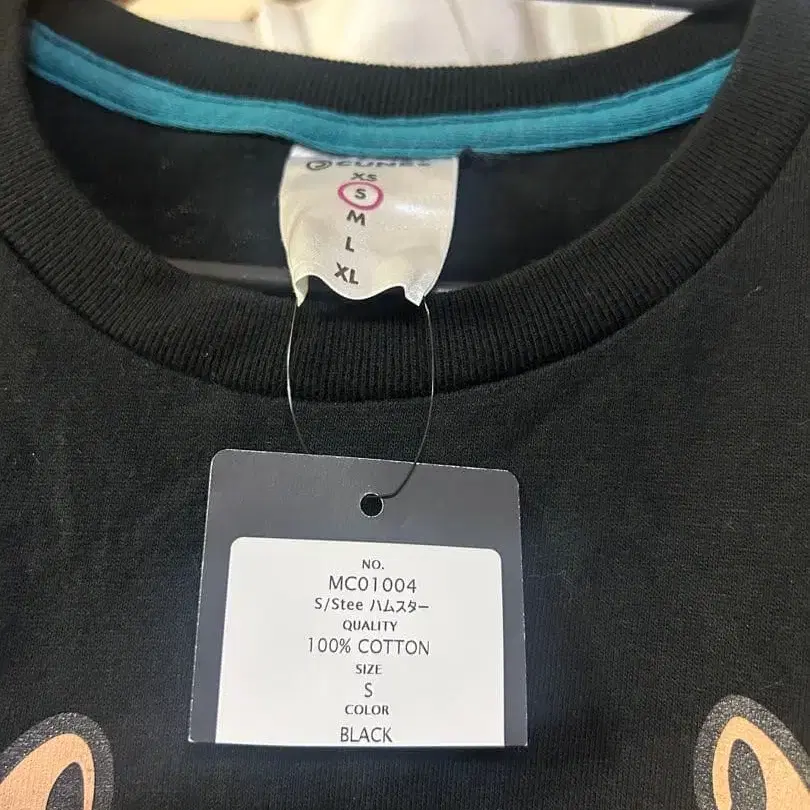 XS
S
M
L
XL
NO.
MC01004
S/Stee ハムスター
QUALITY
100% COTTON
SIZE
S
COLOR
BLACK